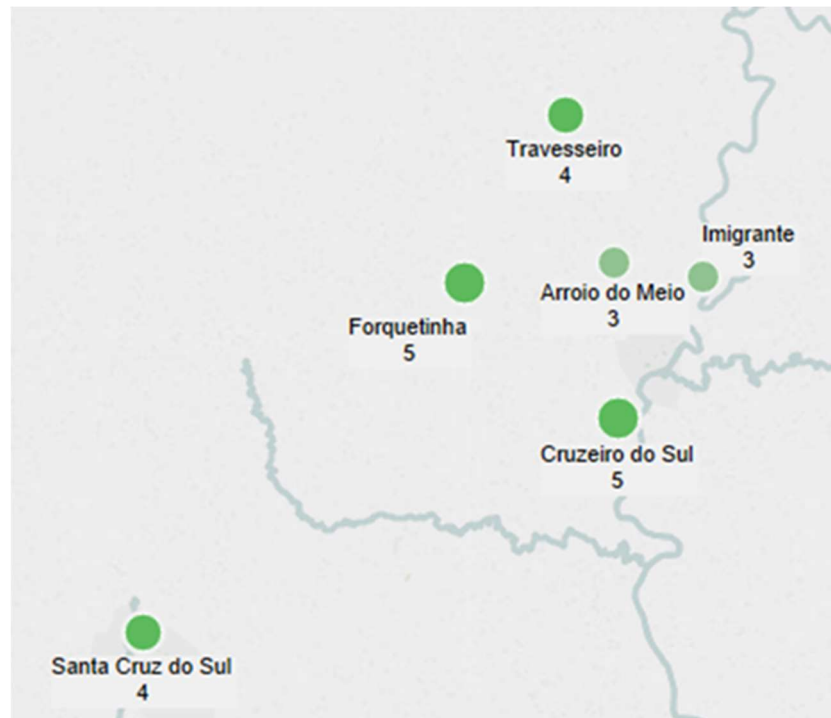 Travesseiro
4
Imigrante
3
Arroio do Meio
3
Forquetinha
5
Cruzeiro do Sul
5
Santa Cruz do Sul
4